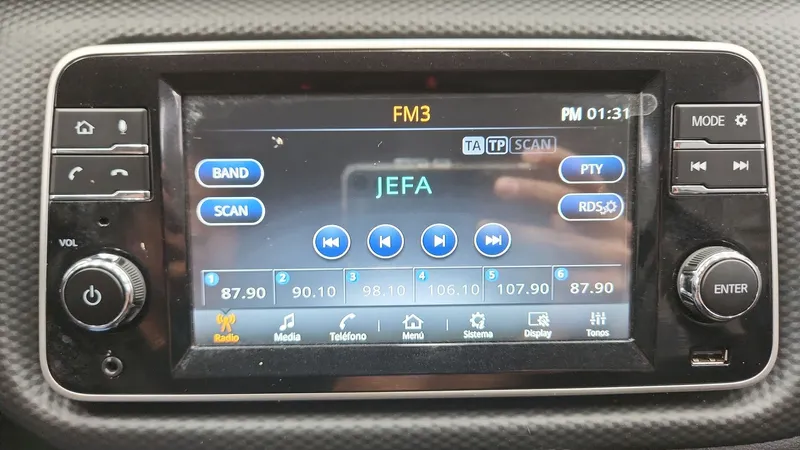 FM3
PM 01:31
MODE
TA TP SCAN
BAND
PTY
JEFA
SCAN
RDS
VOL
1 87.90
2 90.10
3 98.10
4 106.10
5 107.90
6 87.90
ENTER
Radio
Media
Teléfono
Menú
Sistema
Display
Tonos